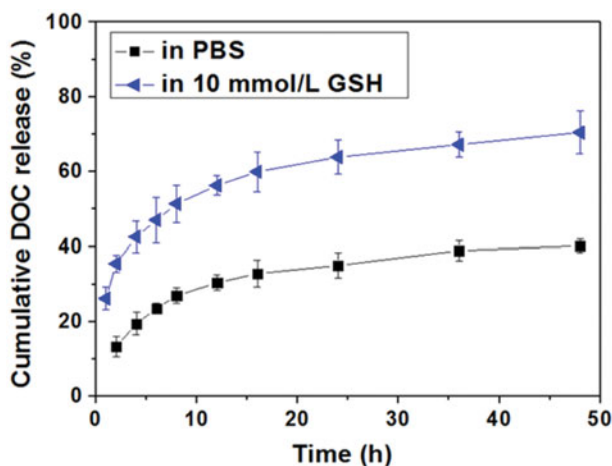 Cumulative DOC release (%)
100
80
60
40
20
0
in PBS
in 10 mmol/L GSH
0 10 20 30 40 50
Time (h)